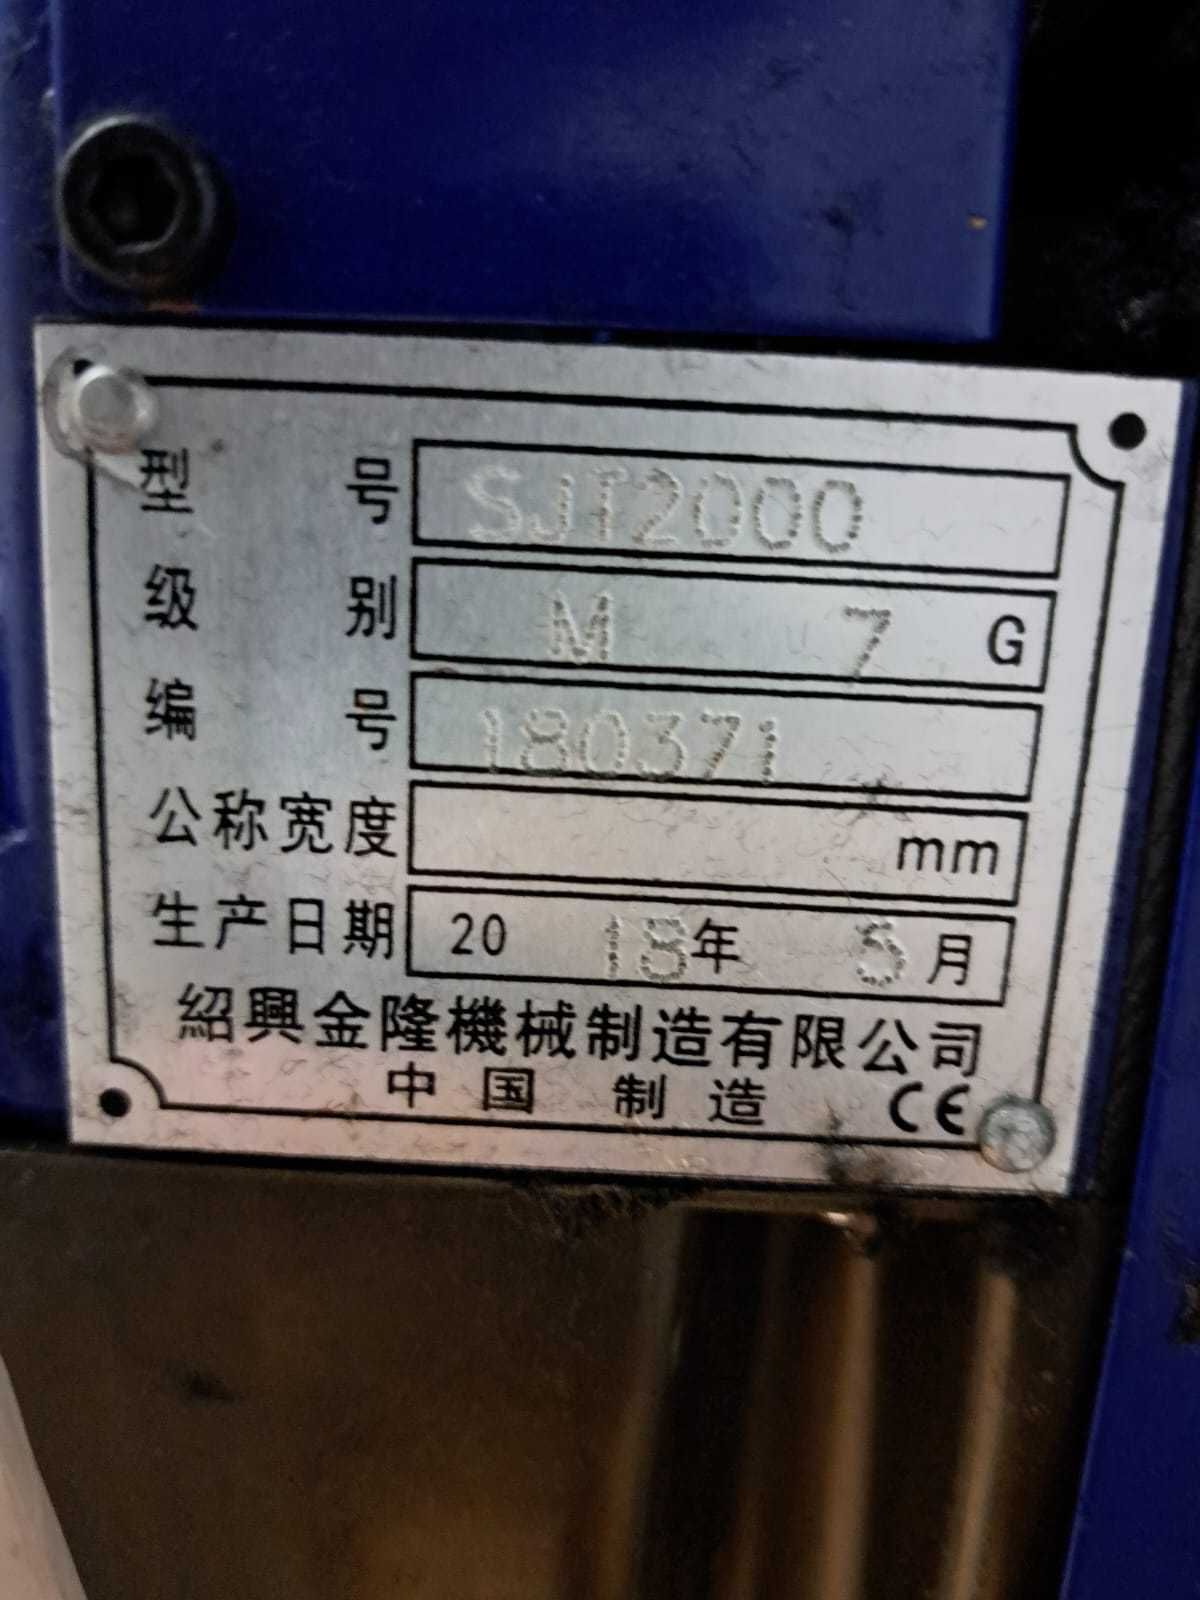 型号 SJT2000
级别 M 7 G
编号 180371
公称宽度 mm
生产日期 2018年 月
紹興金隆機械制造有限公司
中国制造 CE